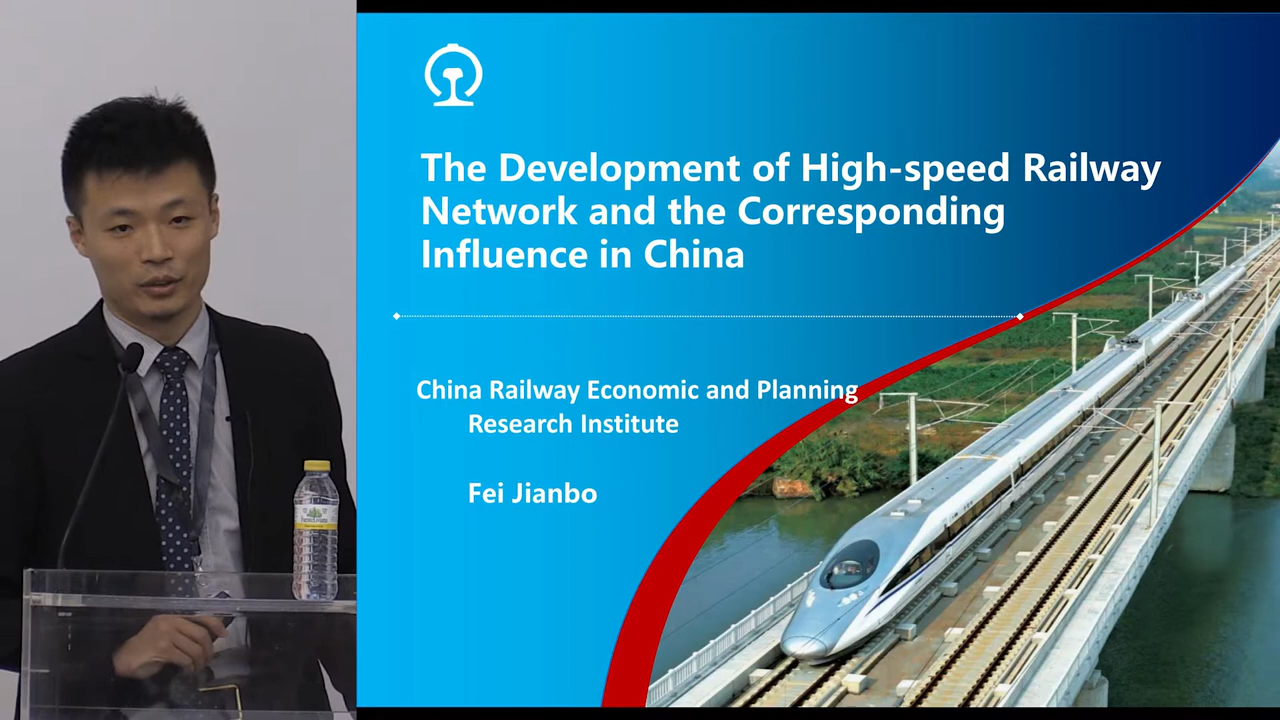 The Development of High-speed Railway
Network and the Corresponding
Influence in China
China Railway Economic and Planning
Research Institute
Fei Jianbo